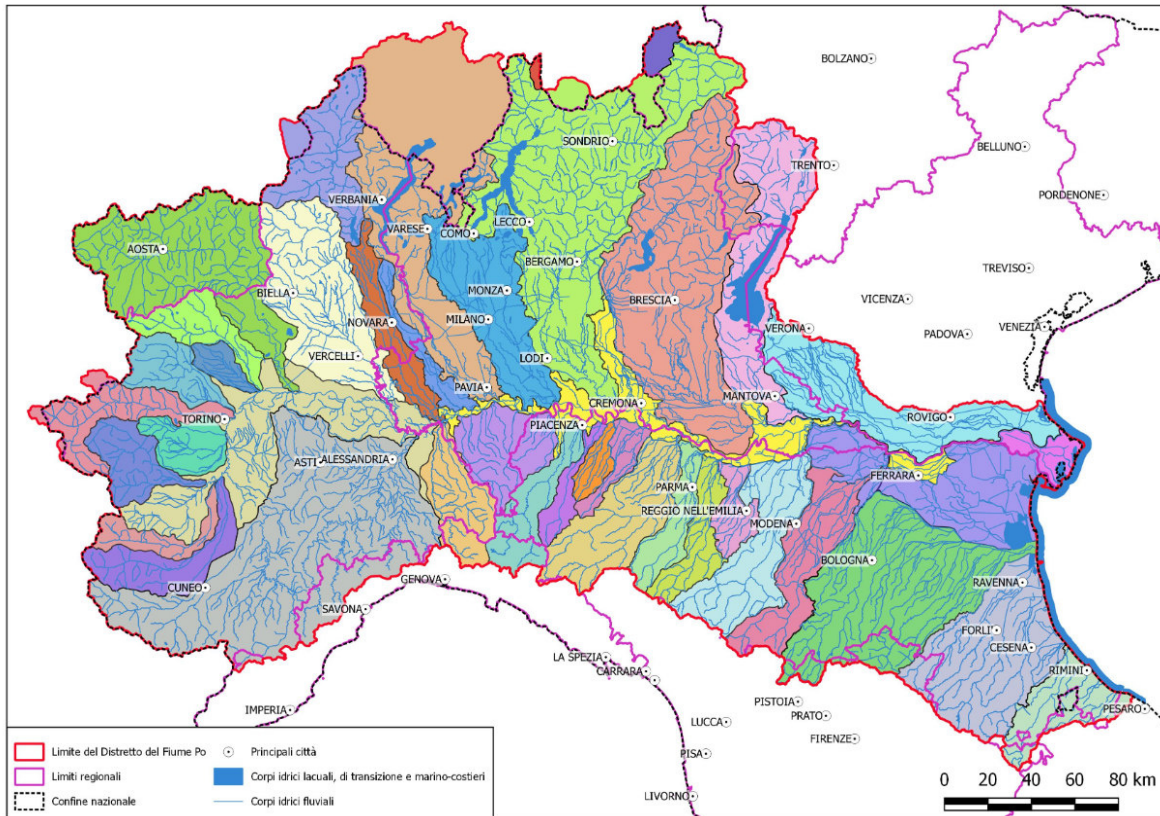 BOLZANO
SONDRIO
BELLUNO
TRENTO
PORDENONE
VERBANIA
LECCO
VARESE
COMO
AOSTA
BERGAMO
TREVISO
BIELLA
MONZA
BRESCIA
VICENZA
NOVARA
MILANO
VERONA
PADOVA
VENEZIA
VERCELLI
LODI
PAVIA
MANTOVA
CREMONA
TORINO
PIACENZA
ROVIGO
ASTI
ALESSANDRIA
FERRARA
PARMA
REGGIO NELL'EMILIA
MODENA
BOLOGNA
GENOVA
RAVENNA
CUNEO
SAVONA
FORLI'
CESENA
LA SPEZIA
CARRARA
RIMINI
IMPERIA
PISTOIA
PESARO
LUCCA
PRATO
FIRENZE
PISA
LIVORNO
Limite del Distretto del Fiume Po
Principali città
Limiti regionali
Corpi idrici lacuali, di transizione e marino-costieri
Confine nazionale
Corpi idrici fluviali
0 20 40 60 80 km